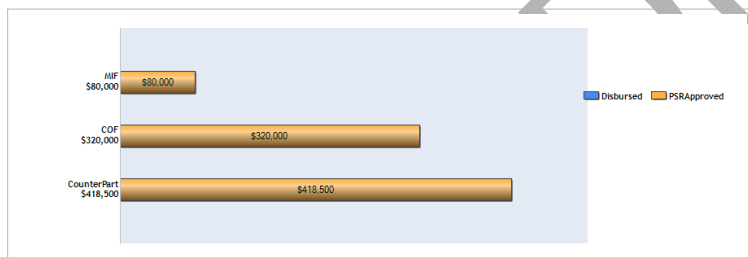 MIF
$80,000
$80,000
COF
$320,000
$320,000
CounterPart
$418,500
$418,500
Disbursed
PSRApproved